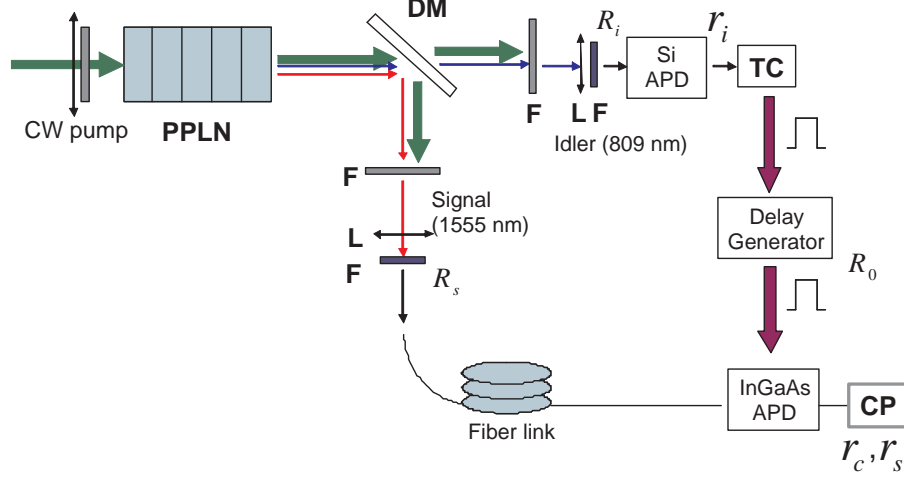 DM
R_i
r_i
Si
APD
TC
CW pump
PPLN
F
L F
Idler (809 nm)
F
Signal
(1555 nm)
L
F
R_s
Delay
Generator
R_0
InGaAs
APD
CP
Fiber link
r_c, r_s